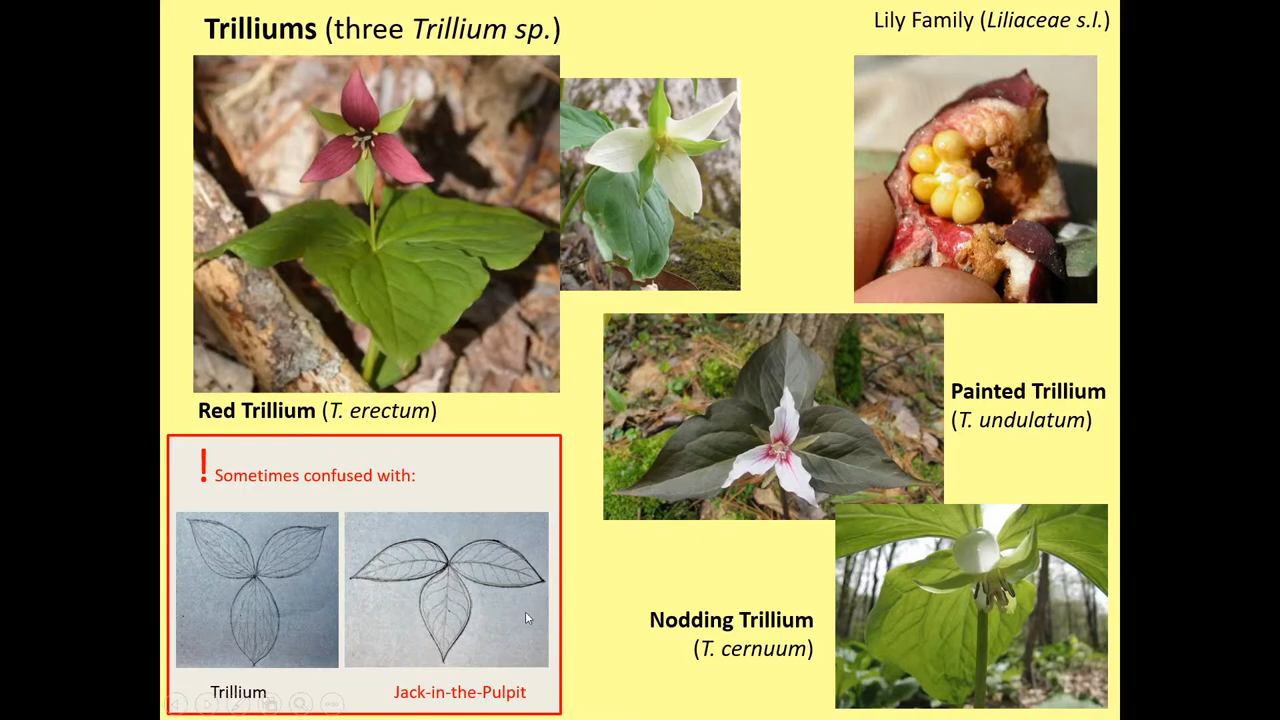 Trilliums (three Trillium sp.)
Lily Family (Liliaceae s.l.)
Red Trillium (T. erectum)
Painted Trillium
(T. undulatum)
! Sometimes confused with:
Nodding Trillium
(T. cernuum)
Trillium
Jack-in-the-Pulpit